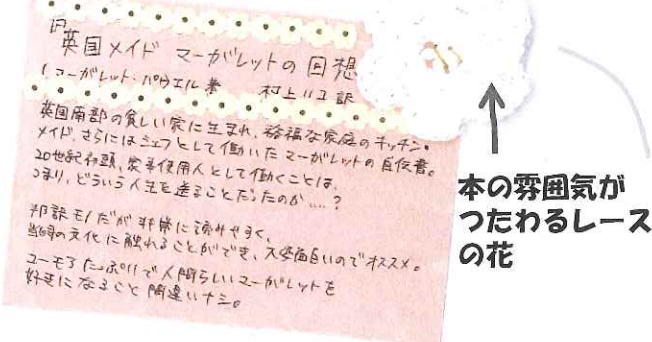 英国メイド マーガレットの回想
マーガレット・パウエル著 村上リコ訳
英国南部の貧しい家に生まれ、裕福な家庭のキッチン・
メイド、さらにはシェフとして働いたマーガレットの自伝書。
20世紀初頭、家事使用人として働くことは、
つまり、どういう人生を送ることだったのか....?
邦訳モノだが非常に読みやすく、
当時の文化に触れることができ、大変面白いのでオススメ。
ユーモアたっぷりで人間らしいマーガレットを
好きになること間違いナシ。
本の雰囲気が
つたわるレース
の花